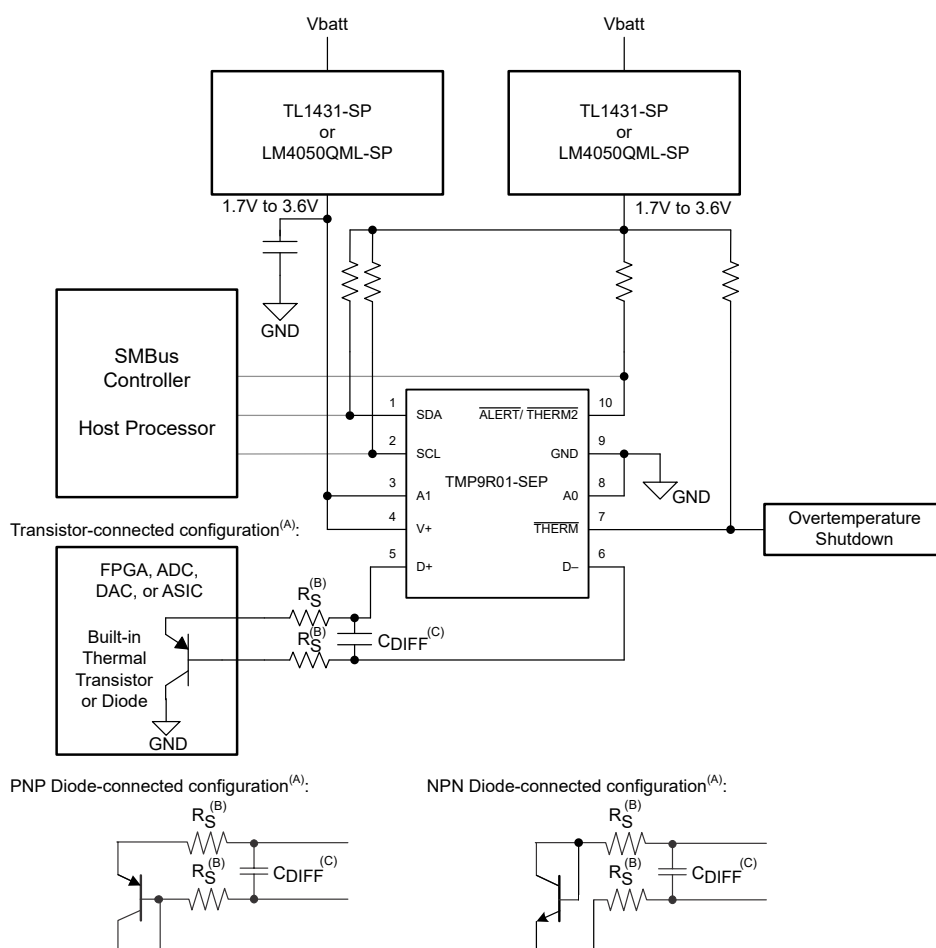 Vbatt
Vbatt
TL1431-SP
or
LM4050QML-SP
TL1431-SP
or
LM4050QML-SP
1.7V to 3.6V
1.7V to 3.6V
GND
SMBus
Controller
Host Processor
1
SDA
2
SCL
3
A1
4
V+
5
D+
TMP9R01-SEP
ALERT/ THERM2
10
GND
9
A0
8
THERM
7
D–
6
GND
Overtemperature
Shutdown
Transistor-connected configuration(A):
FPGA, ADC,
DAC, or ASIC
Built-in
Thermal
Transistor
or Diode
GND
RS(B)
RS(B)
CDIFF(C)
PNP Diode-connected configuration(A):
RS(B)
RS(B)
CDIFF(C)
NPN Diode-connected configuration(A):
RS(B)
RS(B)
CDIFF(C)